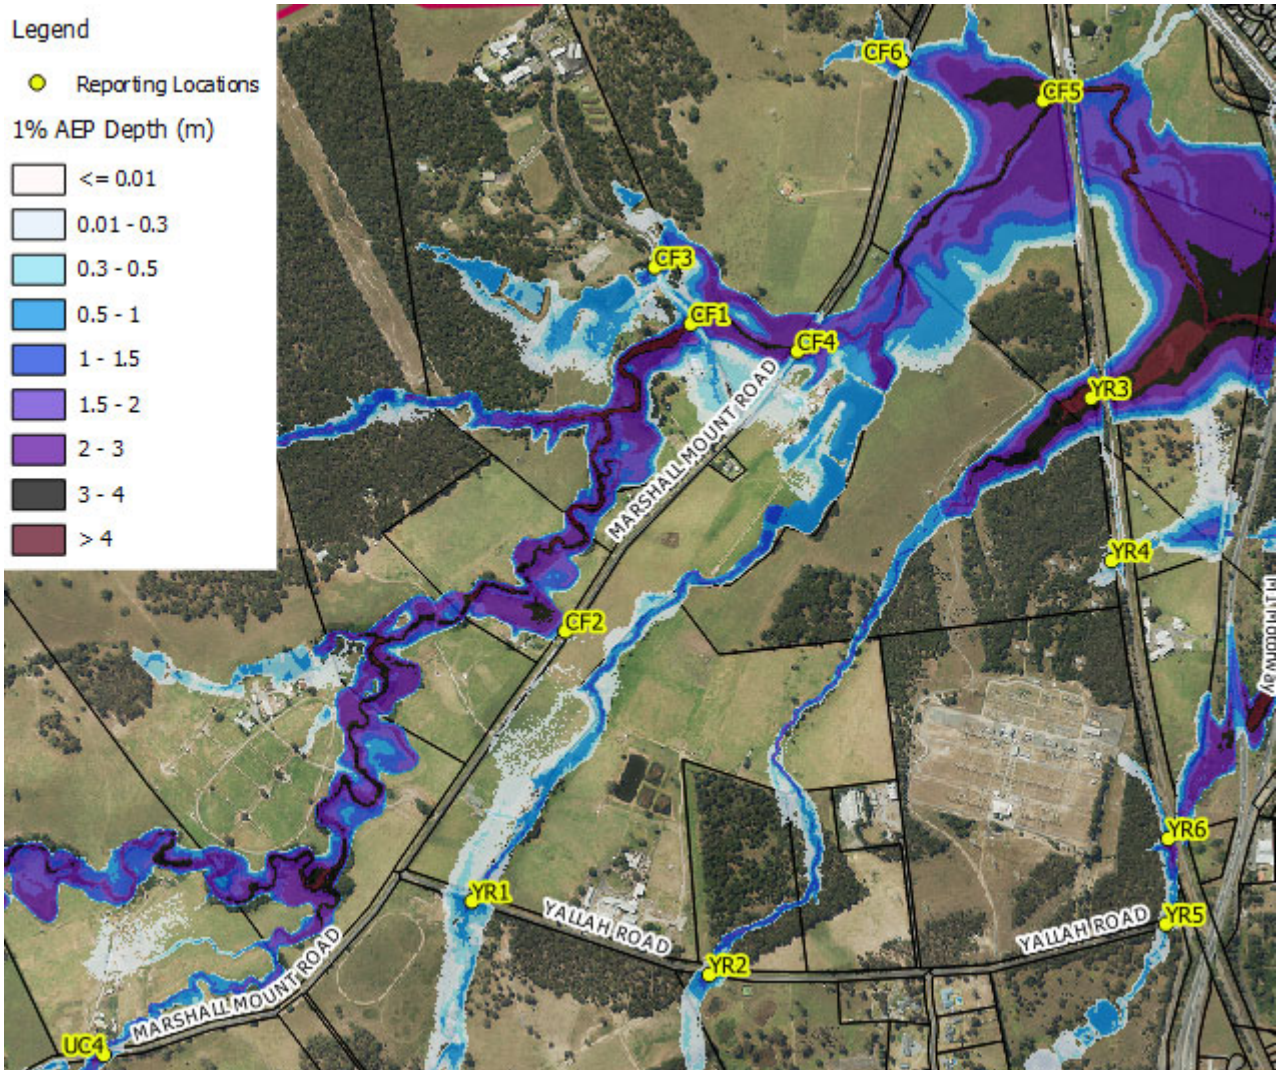 Legend
Reporting Locations
1% AEP Depth (m)
<= 0.01
0.01 - 0.3
0.3 - 0.5
0.5 - 1
1 - 1.5
1.5 - 2
2 - 3
3 - 4
> 4
CF6
CF5
CF3
CF1
CF4
MARSHALL MOUNT ROAD
YR3
YR4
CF2
M1 Motorway
YR6
YR1
YALLAH ROAD
YALLAH ROAD
YR5
YR2
MARSHALL MOUNT ROAD
UC4